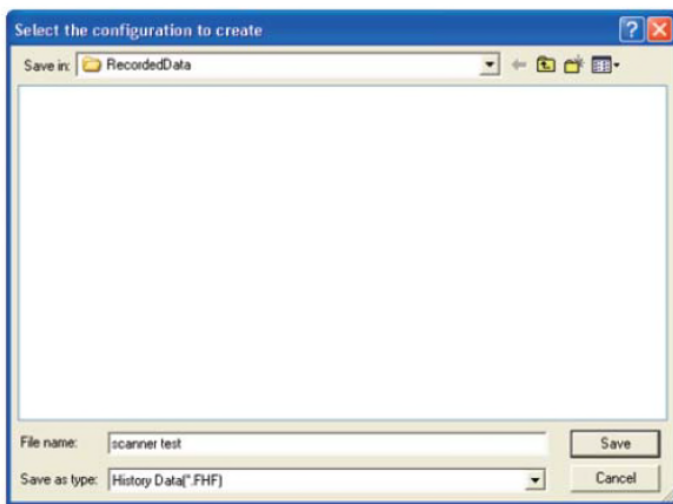 Select the configuration to create
Save in: RecordedData
File name: scanner test Save
Save as type: History Data(*.FHF) Cancel